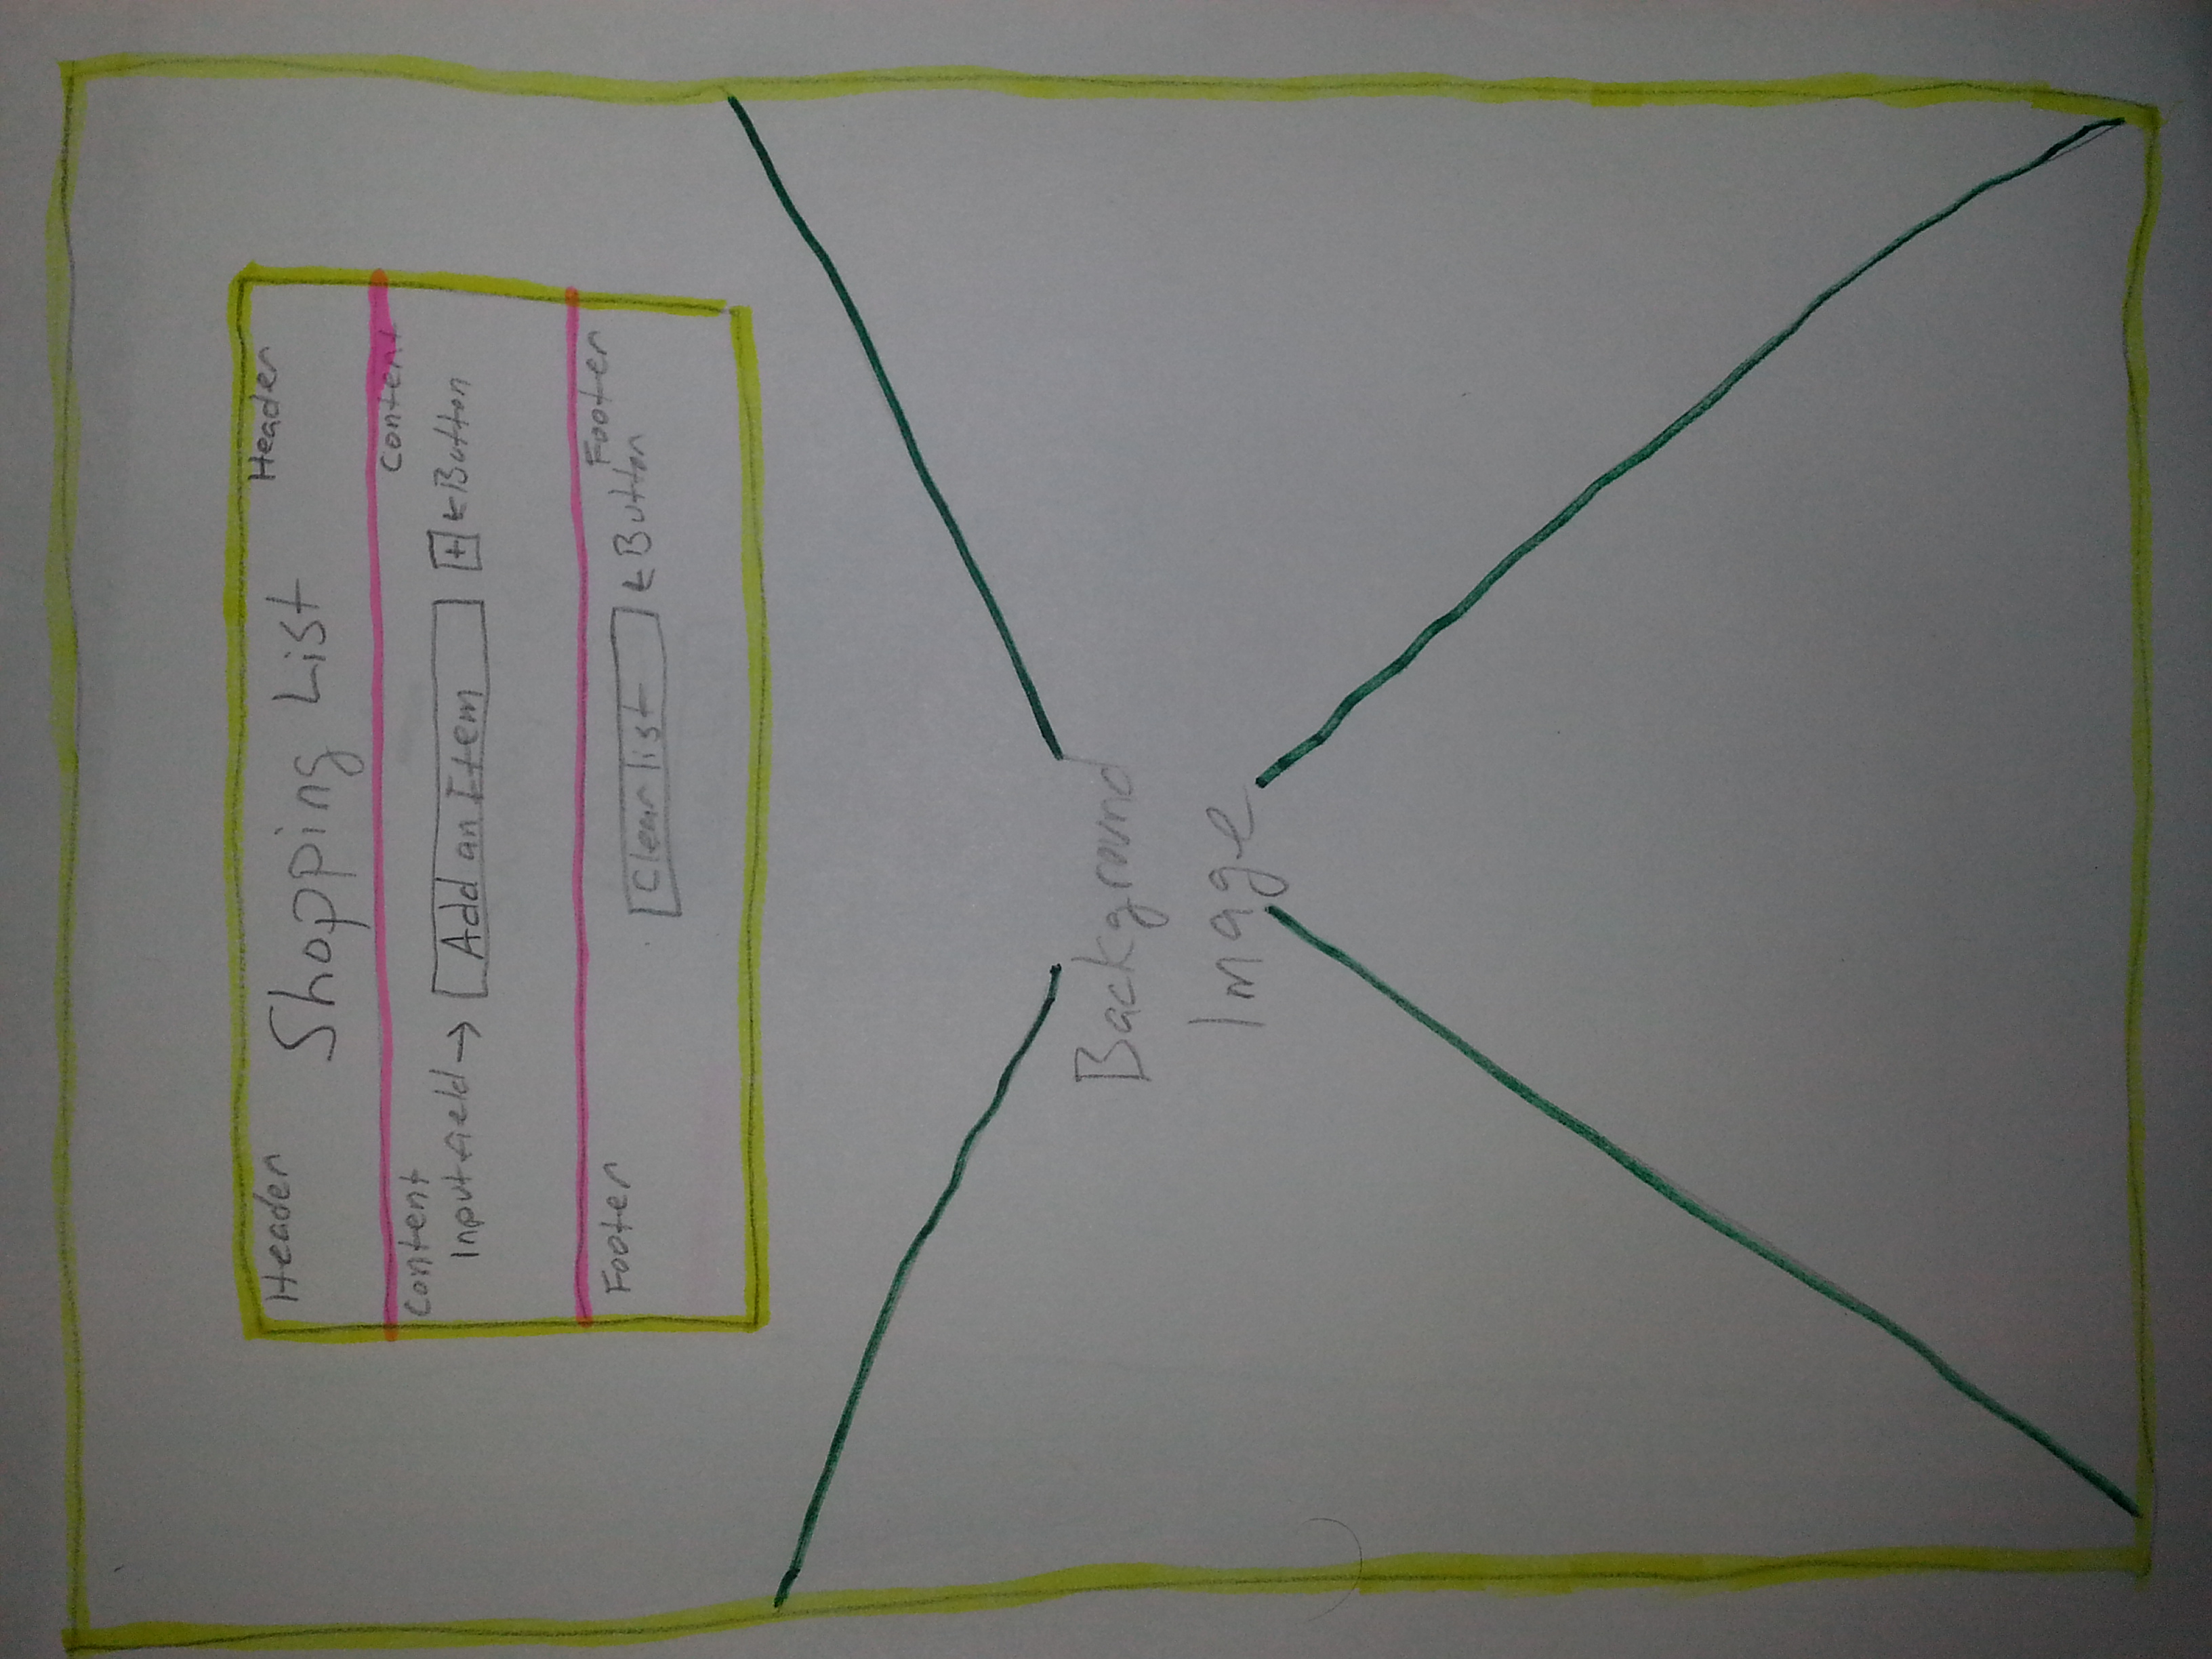 Header Shopping List Header
Content Content
Input field → Add an Item + ← Button
Footer Footer
Clear list ← Button
Background
Image